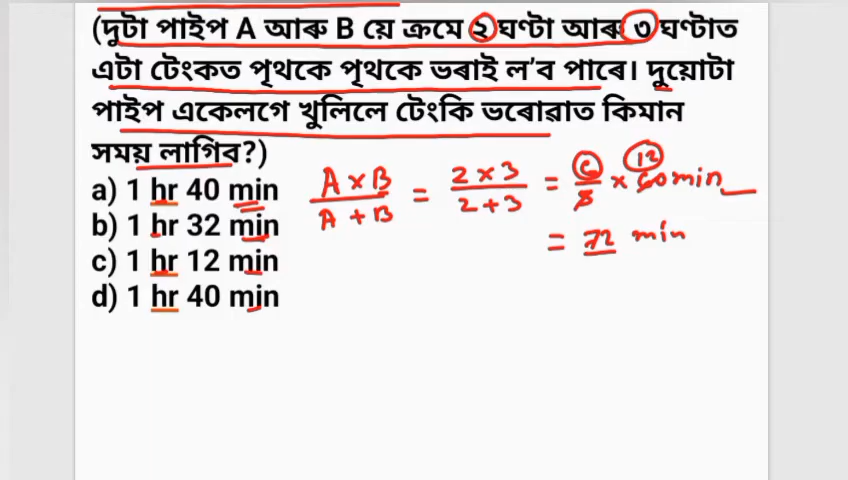 (দুটা পাইপ A আৰু B য়ে ক্ৰমে ২ ঘণ্টা আৰু ৩ ঘণ্টাত
এটা টেংকত পৃথকে পৃথকে ভৰাই ল'ব পাৰে। দুয়োটা
পাইপ একেলগে খুলিলে টেংকি ভৰোৱাত কিমান
সময় লাগিব?)
a) 1 hr 40 min
b) 1 hr 32 min
c) 1 hr 12 min
d) 1 hr 40 min
A × B / A + B = 2 × 3 / 2 + 3 = 6 / 5 × 60 min 12
= 72 min